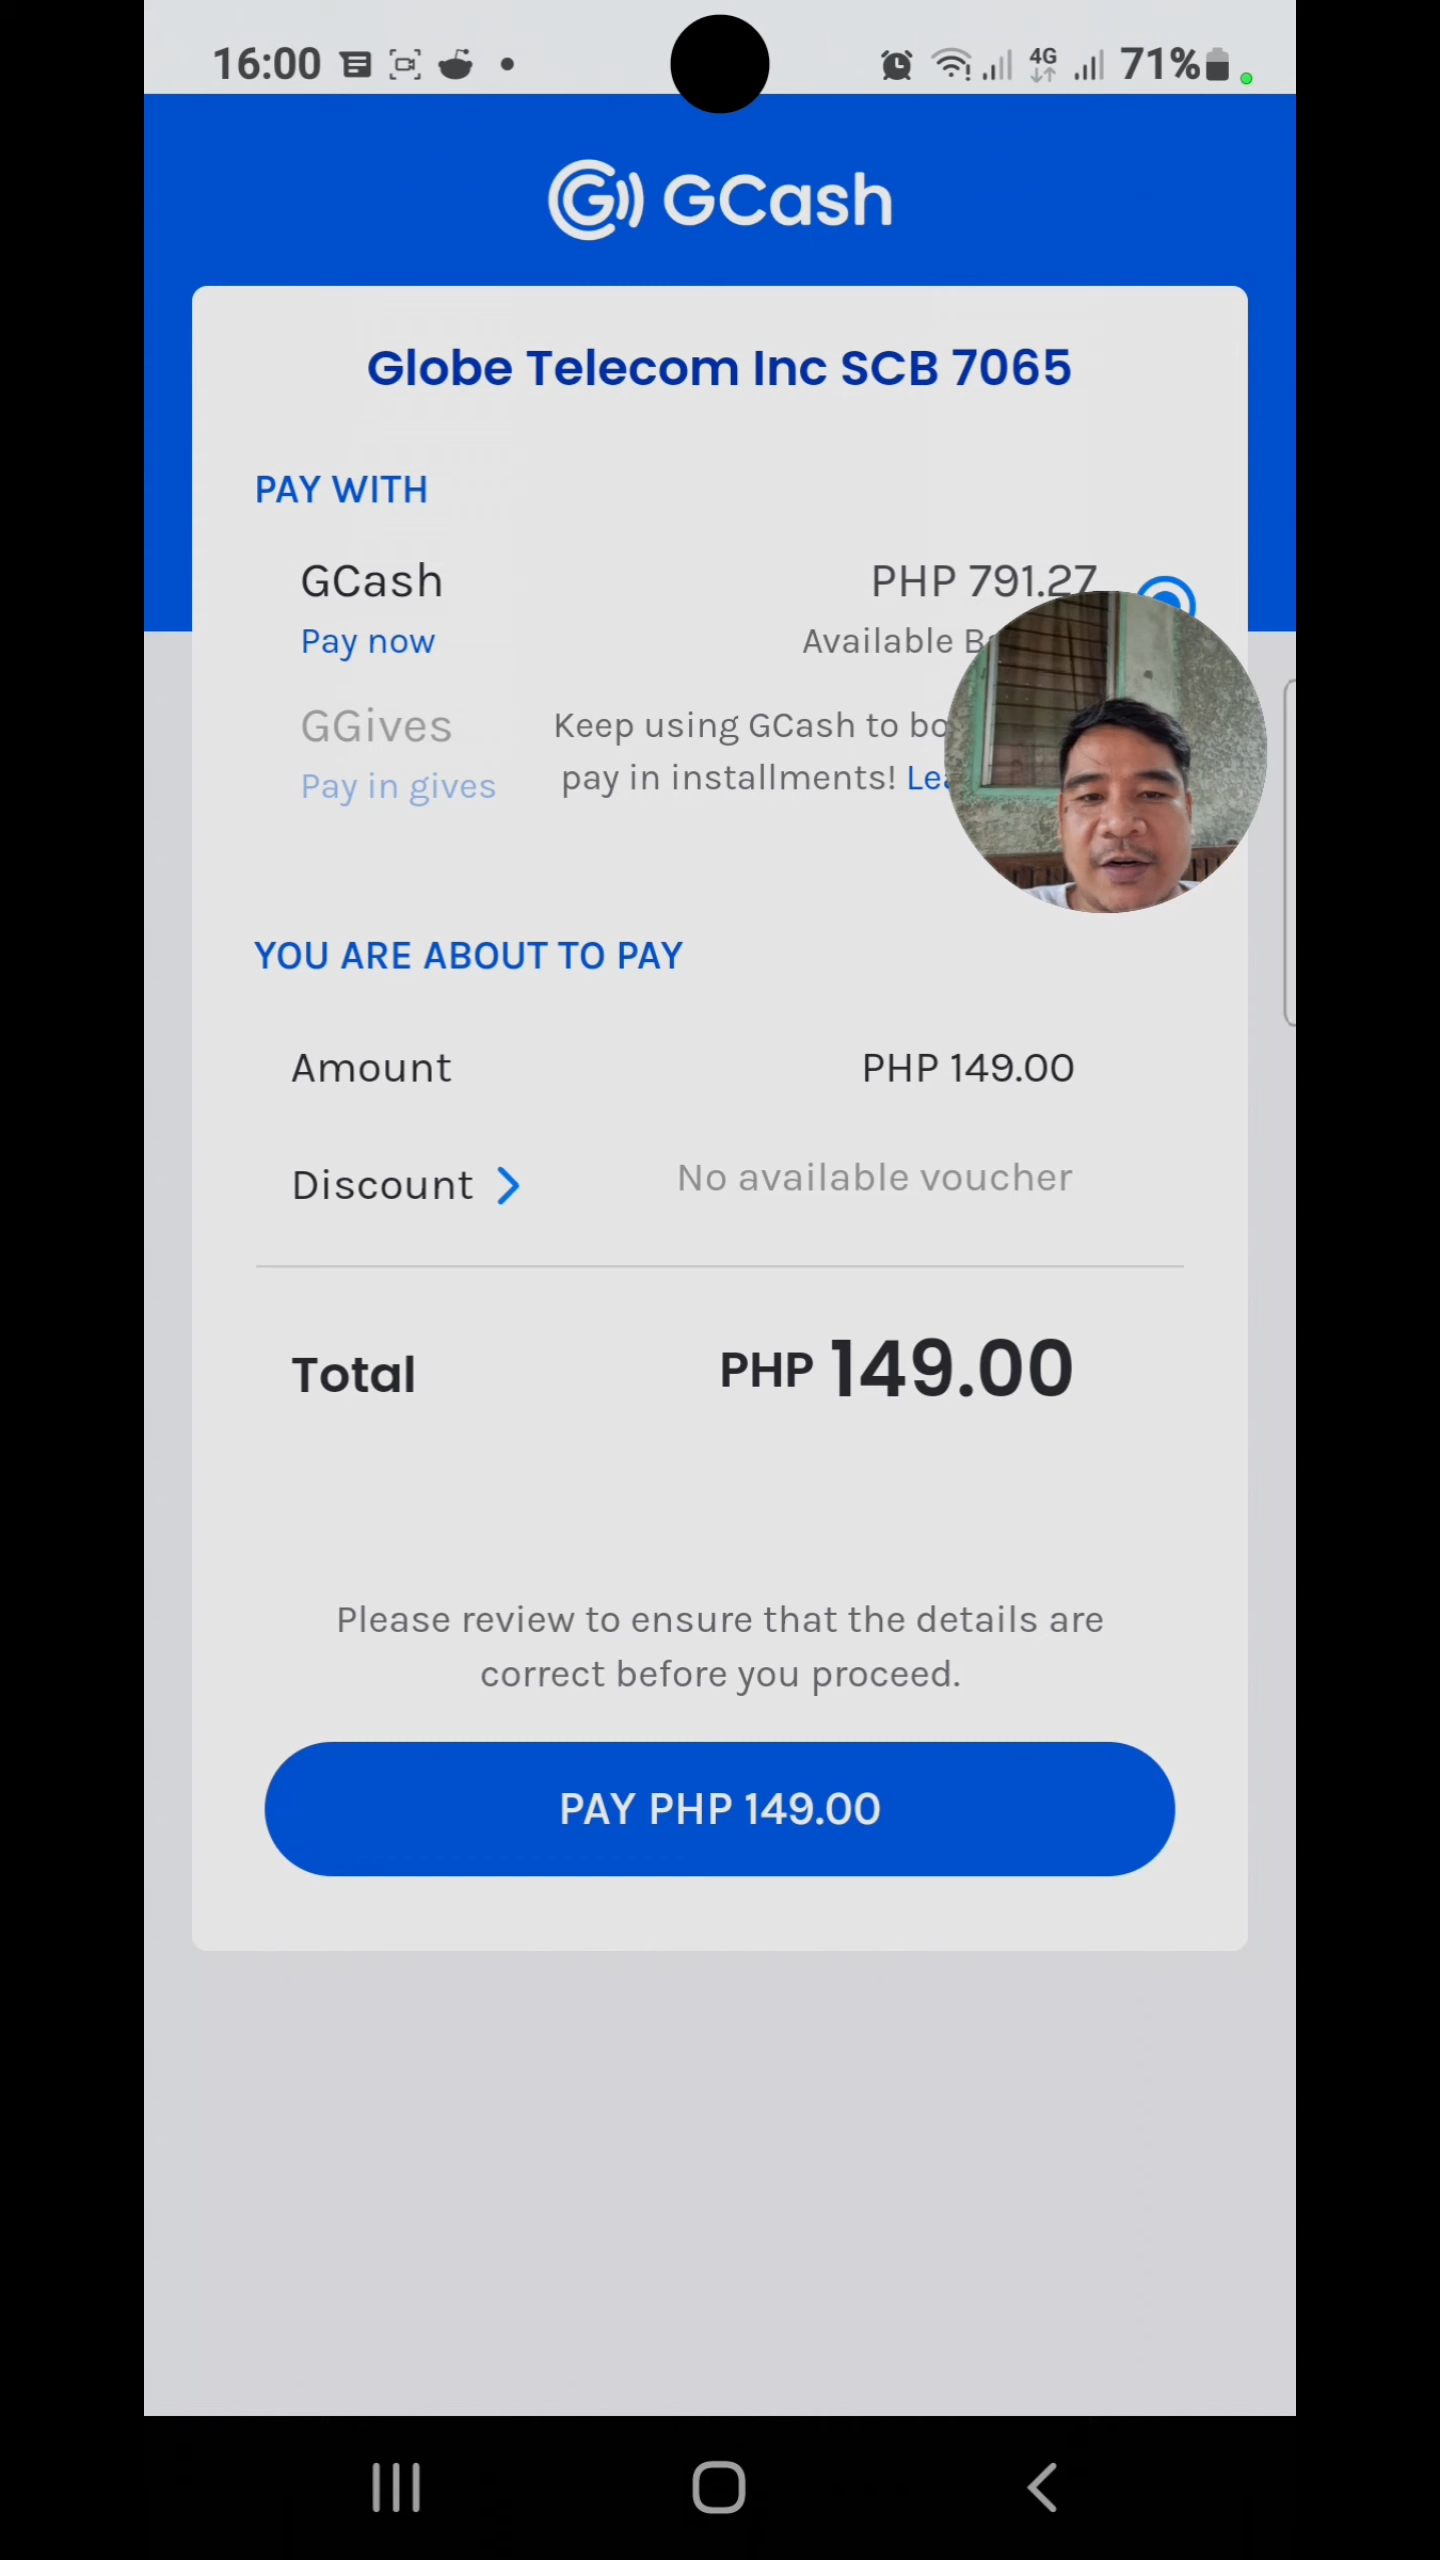 16:00
4G
71%
GCash
Globe Telecom Inc SCB 7065
PAY WITH
GCash PHP 791.27
Pay now Available
GGives Keep using GCash to
Pay in gives pay in installments!
YOU ARE ABOUT TO PAY
Amount PHP 149.00
Discount No available voucher
Total PHP 149.00
Please review to ensure that the details are
correct before you proceed.
PAY PHP 149.00